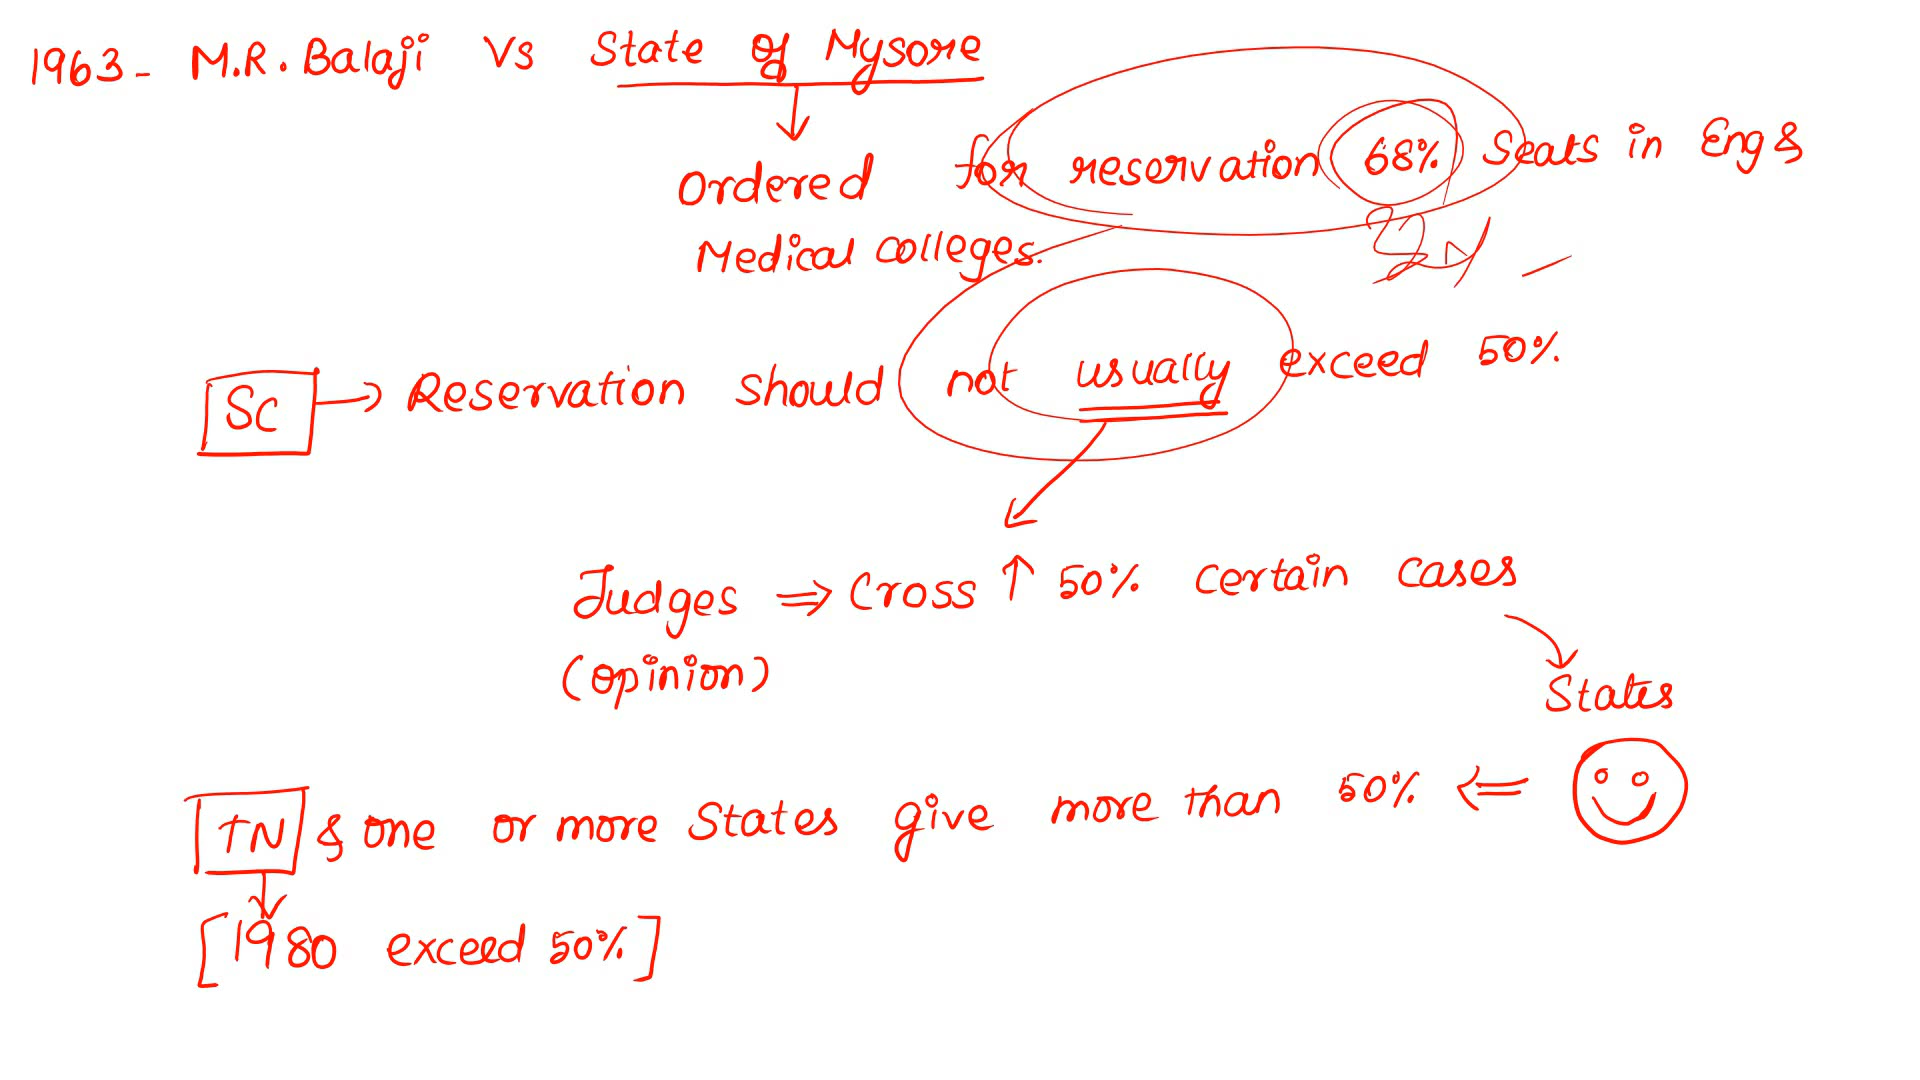 1963 - M.R. Balaji Vs State of Mysore
Ordered for reservation 68% Seats in Eng &
Medical colleges.
SC → Reservation should not usually exceed 50%.
Judges ⇒ Cross ↑ 50% certain cases
(opinion)
States
TN & one or more States give more than 50% ⇐
[1980 exceed 50%]